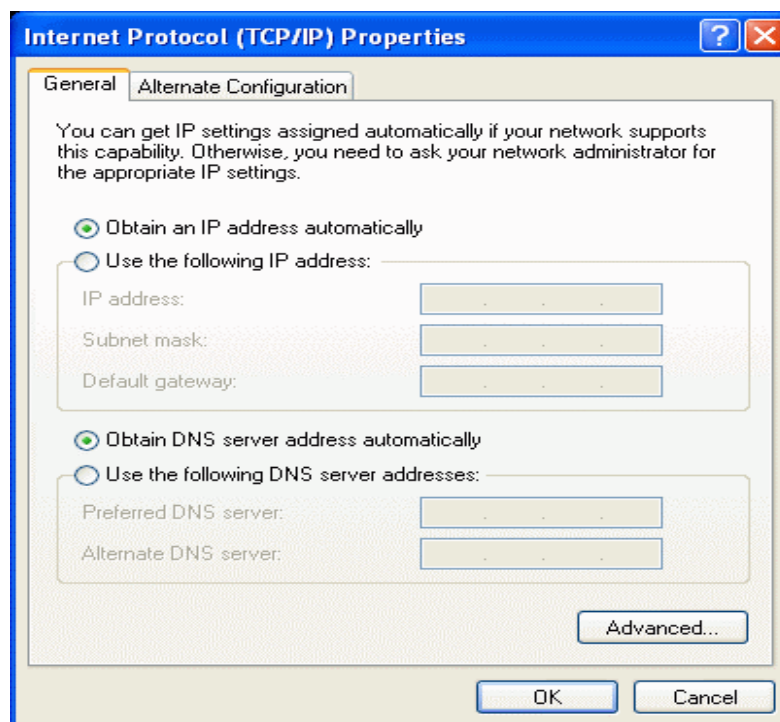 Internet Protocol (TCP/IP) Properties
General
Alternate Configuration
You can get IP settings assigned automatically if your network supports
this capability. Otherwise, you need to ask your network administrator for
the appropriate IP settings.
Obtain an IP address automatically
Use the following IP address:
IP address:
Subnet mask:
Default gateway:
Obtain DNS server address automatically
Use the following DNS server addresses:
Preferred DNS server:
Alternate DNS server:
Advanced...
OK
Cancel